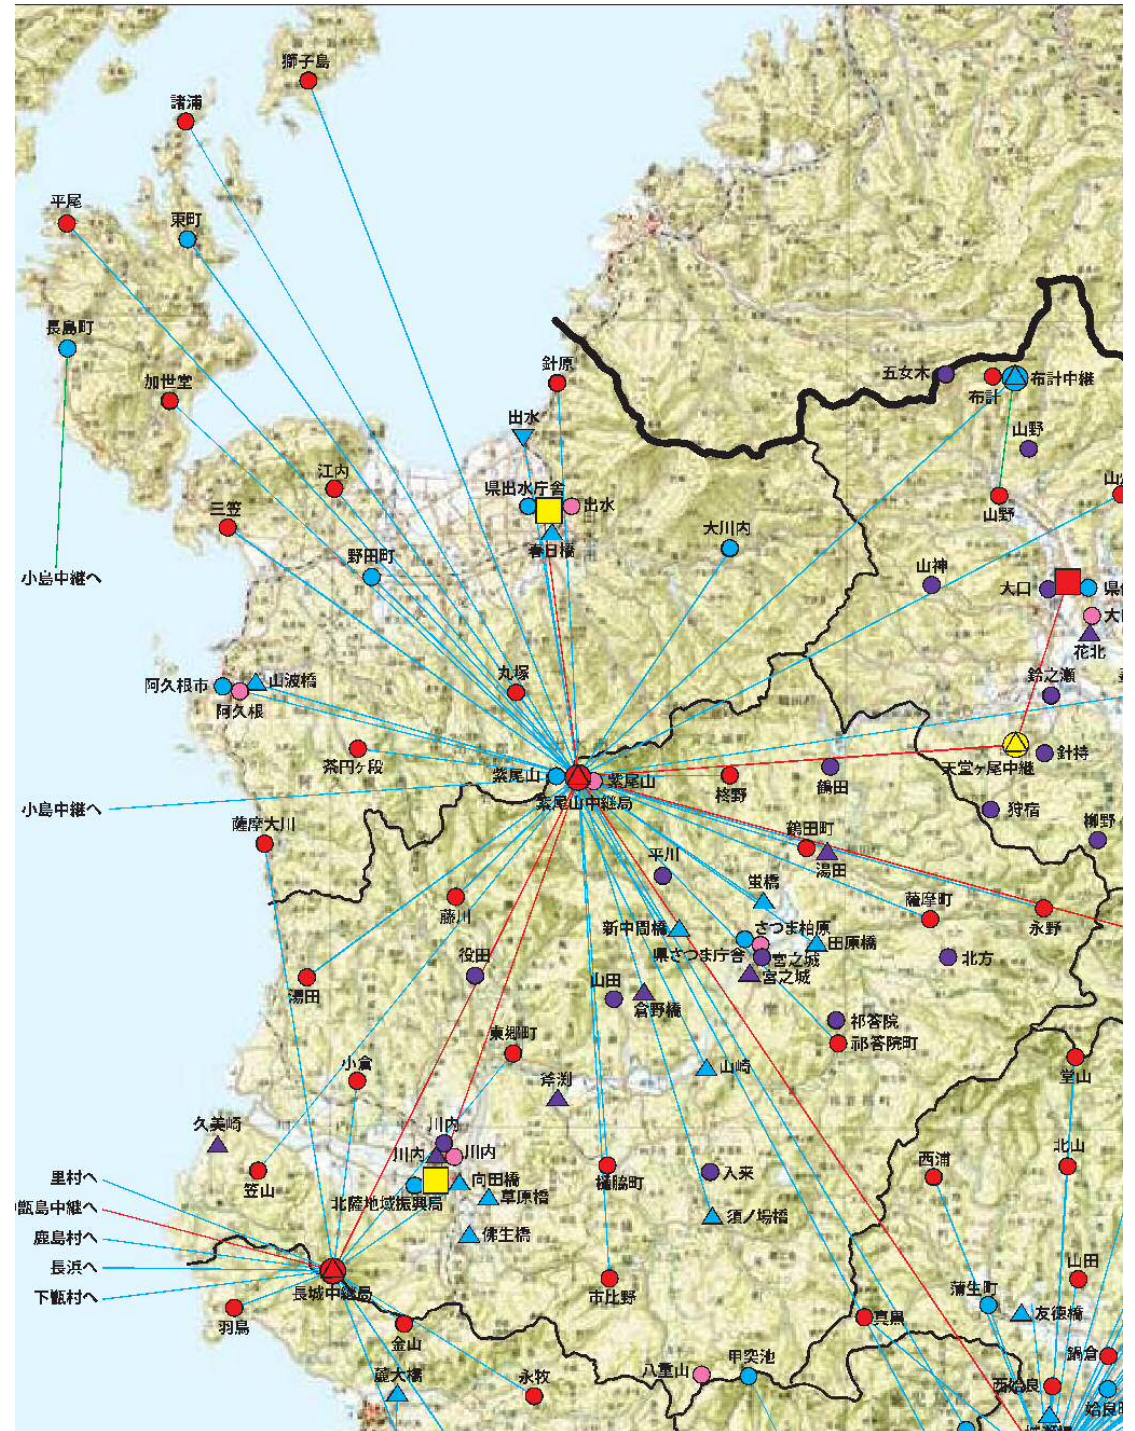 獅子島
諸浦
平尾
東町
長島町
加世堂
針原
五女木
布計
布計中継
出水
山野
江内
県出水庁舎
出水
山野
三笠
春日橋
大川内
野田町
小島中継へ
山神
大口
花北
鈴之瀬
丸塚
阿久根市
山波橋
阿久根
茶円ヶ段
紫尾山
紫尾山
紫尾山中継局
柊野
鶴田
天堂ヶ尾中継
針持
小島中継へ
狩宿
薩摩大川
柳野
鶴田町
湯田
平川
蛍橋
藤川
薩摩町
永野
新中間橋
さつま柏原
田原橋
県さつま庁舎
宮之城
宮之城
役田
北方
湯田
山田
倉野橋
祁答院
祁答院町
東郷町
小倉
山崎
堂山
斧渕
久美崎
川内
川内
川内
笠山
北山
西浦
樋脇町
入来
里村へ
向田橋
北薩地域振興局
草原橋
甑島中継へ
須ノ場橋
鹿島村へ
佛生橋
長浜へ
山田
長城中継局
市比野
下甑村へ
蒲生町
友徳橋
羽島
真黒
金山
鍋倉
甲突池
八重山
麓大橋
永牧
西姶良